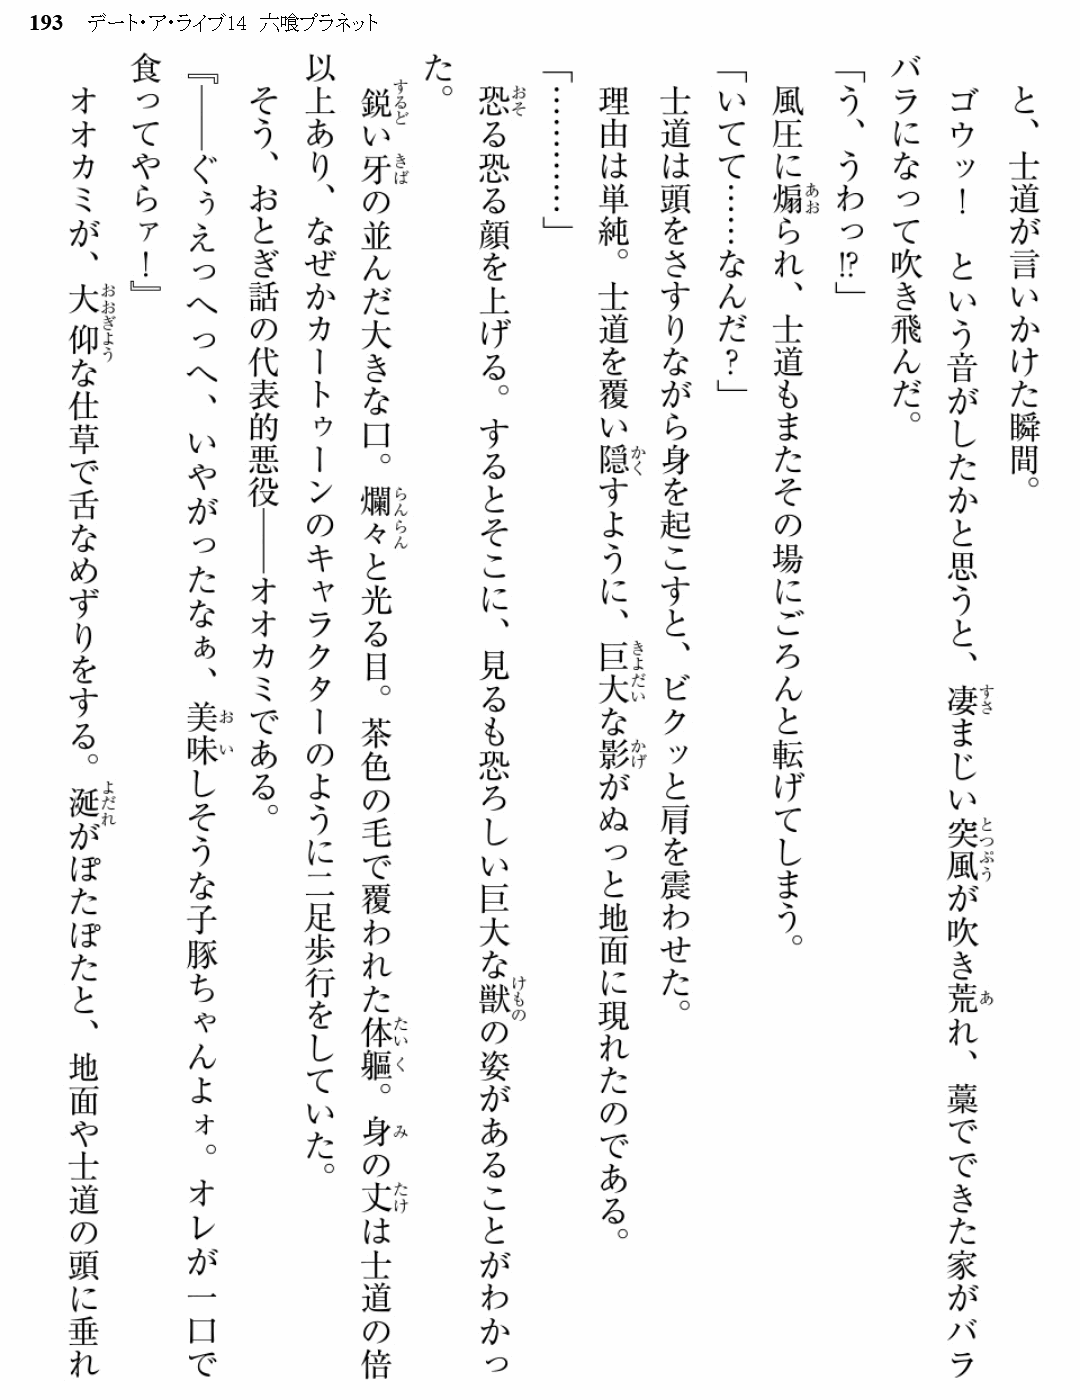 193 デート・ア・ライブ14 六喰プラネット
と、士道が言いかけた瞬間。
ゴウッ！ という音がしたかと思うと、凄まじい突風が吹き荒れ、藁でできた家がバラ
バラになって吹き飛んだ。
「う、うわっ!?」
風圧に煽られ、士道もまたその場にごろんと転げてしまう。
「いてて……なんだ？」
士道は頭をさすりながら身を起こすと、ビクッと肩を震わせた。
理由は単純。士道を覆い隠すように、巨大な影がぬっと地面に現れたのである。
「…………」
恐る恐る顔を上げる。するとそこに、見るも恐ろしい巨大な獣の姿があることがわかっ
た。
鋭い牙の並んだ大きな口。爛々と光る目。茶色の毛で覆われた体軀。身の丈は士道の倍
以上あり、なぜかカートゥーンのキャラクターのように二足歩行をしていた。
そう、おとぎ話の代表的悪役――オオカミである。
『――ぐぅえっへっへ、いやがったなぁ、美味しそうな子豚ちゃんよォ。オレが一口で
食ってやらァ！』
オオカミが、大仰な仕草で舌なめずりをする。涎がぽたぽたと、地面や士道の頭に垂れ